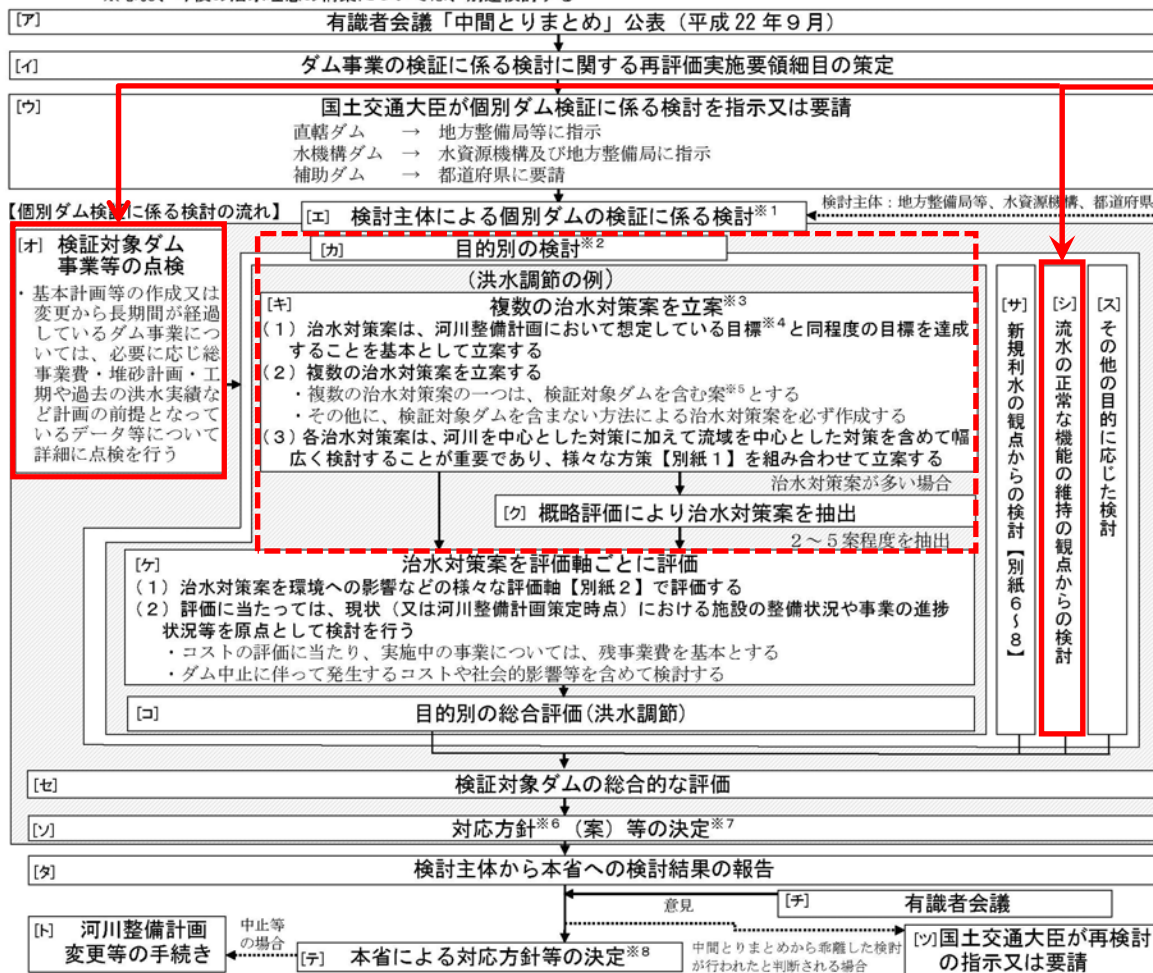 [ア] 有識者会議「中間とりまとめ」公表（平成22年９月）
[イ] ダム事業の検証に係る検討に関する再評価実施要領細目の策定
[ウ] 国土交通大臣が個別ダム検証に係る検討を指示又は要請
直轄ダム → 地方整備局等に指示
水機構ダム → 水資源機構及び地方整備局に指示
補助ダム → 都道府県に要請
【個別ダム検証に係る検討の流れ】
[エ] 検討主体による個別ダムの検証に係る検討※1
検討主体：地方整備局等、水資源機構、都道府県
[オ] 検証対象ダム
事業等の点検
・基本計画等の作成又は
変更から長期間が経過
しているダム事業につ
いては、必要に応じ総
事業費・堆砂計画・工
期や過去の洪水実績な
ど計画の前提となって
いるデータ等について
詳細に点検を行う
[カ] 目的別の検討※2
(洪水調節の例)
[キ] 複数の治水対策案を立案※3
（１）治水対策案は、河川整備計画において想定している目標※4と同程度の目標を達成
することを基本として立案する
（２）複数の治水対策案を立案する
・複数の治水対策案の一つは、検証対象ダムを含む案※5とする
・その他に、検証対象ダムを含まない方法による治水対策案を必ず作成する
（３）各治水対策案は、河川を中心とした対策に加えて流域を中心とした対策を含めて幅
広く検討することが重要であり、様々な方策【別紙１】を組み合わせて立案する
治水対策案が多い場合
[ク] 概略評価により治水対策案を抽出
２～５案程度を抽出
[ケ] 治水対策案を評価軸ごとに評価
（１）治水対策案を環境への影響などの様々な評価軸【別紙２】で評価する
（２）評価に当たっては、現状（又は河川整備計画策定時点）における施設の整備状況や事業の進捗
状況等を原点として検討を行う
・コストの評価に当たり、実施中の事業については、残事業費を基本とする
・ダム中止に伴って発生するコストや社会的影響等を含めて検討する
[コ] 目的別の総合評価(洪水調節)
[サ] 新規利水の観点からの検討【別紙６～８】
[シ] 流水の正常な機能の維持の観点からの検討
[ス] その他の目的に応じた検討
[セ] 検証対象ダムの総合的な評価
[ソ] 対応方針※6（案）等の決定※7
[タ] 検討主体から本省への検討結果の報告
意見
[チ] 有識者会議
[ト] 河川整備計画
変更等の手続き
中止等
の場合
[テ] 本省による対応方針等の決定※8
中間とりまとめから乖離した検討
が行われたと判断される場合
[ツ] 国土交通大臣が再検討
の指示又は要請